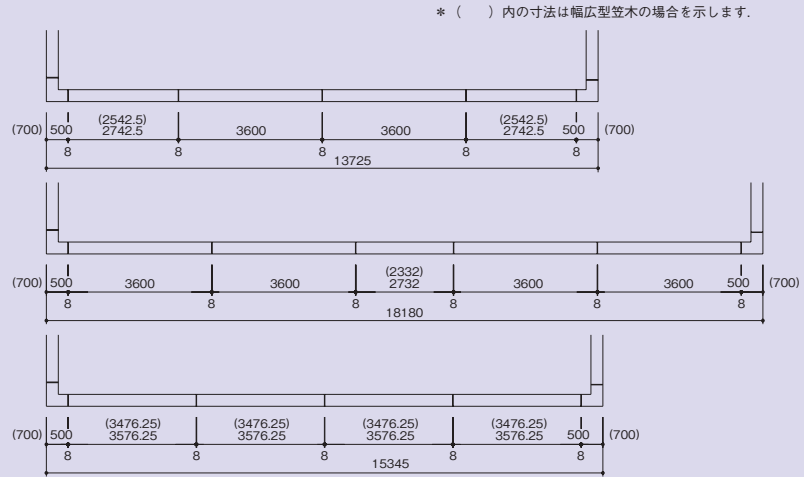 ＊（　　）内の寸法は幅広型笠木の場合を示します.
(2542.5) (2542.5)
(700) 500 2742.5 3600 3600 2742.5 500 (700)
8 8 8 8 8
13725
(2332)
(700) 500 3600 3600 2732 3600 3600 500 (700)
8 8 8 8 8 8
18180
(3476.25) (3476.25) (3476.25) (3476.25)
(700) 500 3576.25 3576.25 3576.25 3576.25 500 (700)
8 8 8 8 8
15345